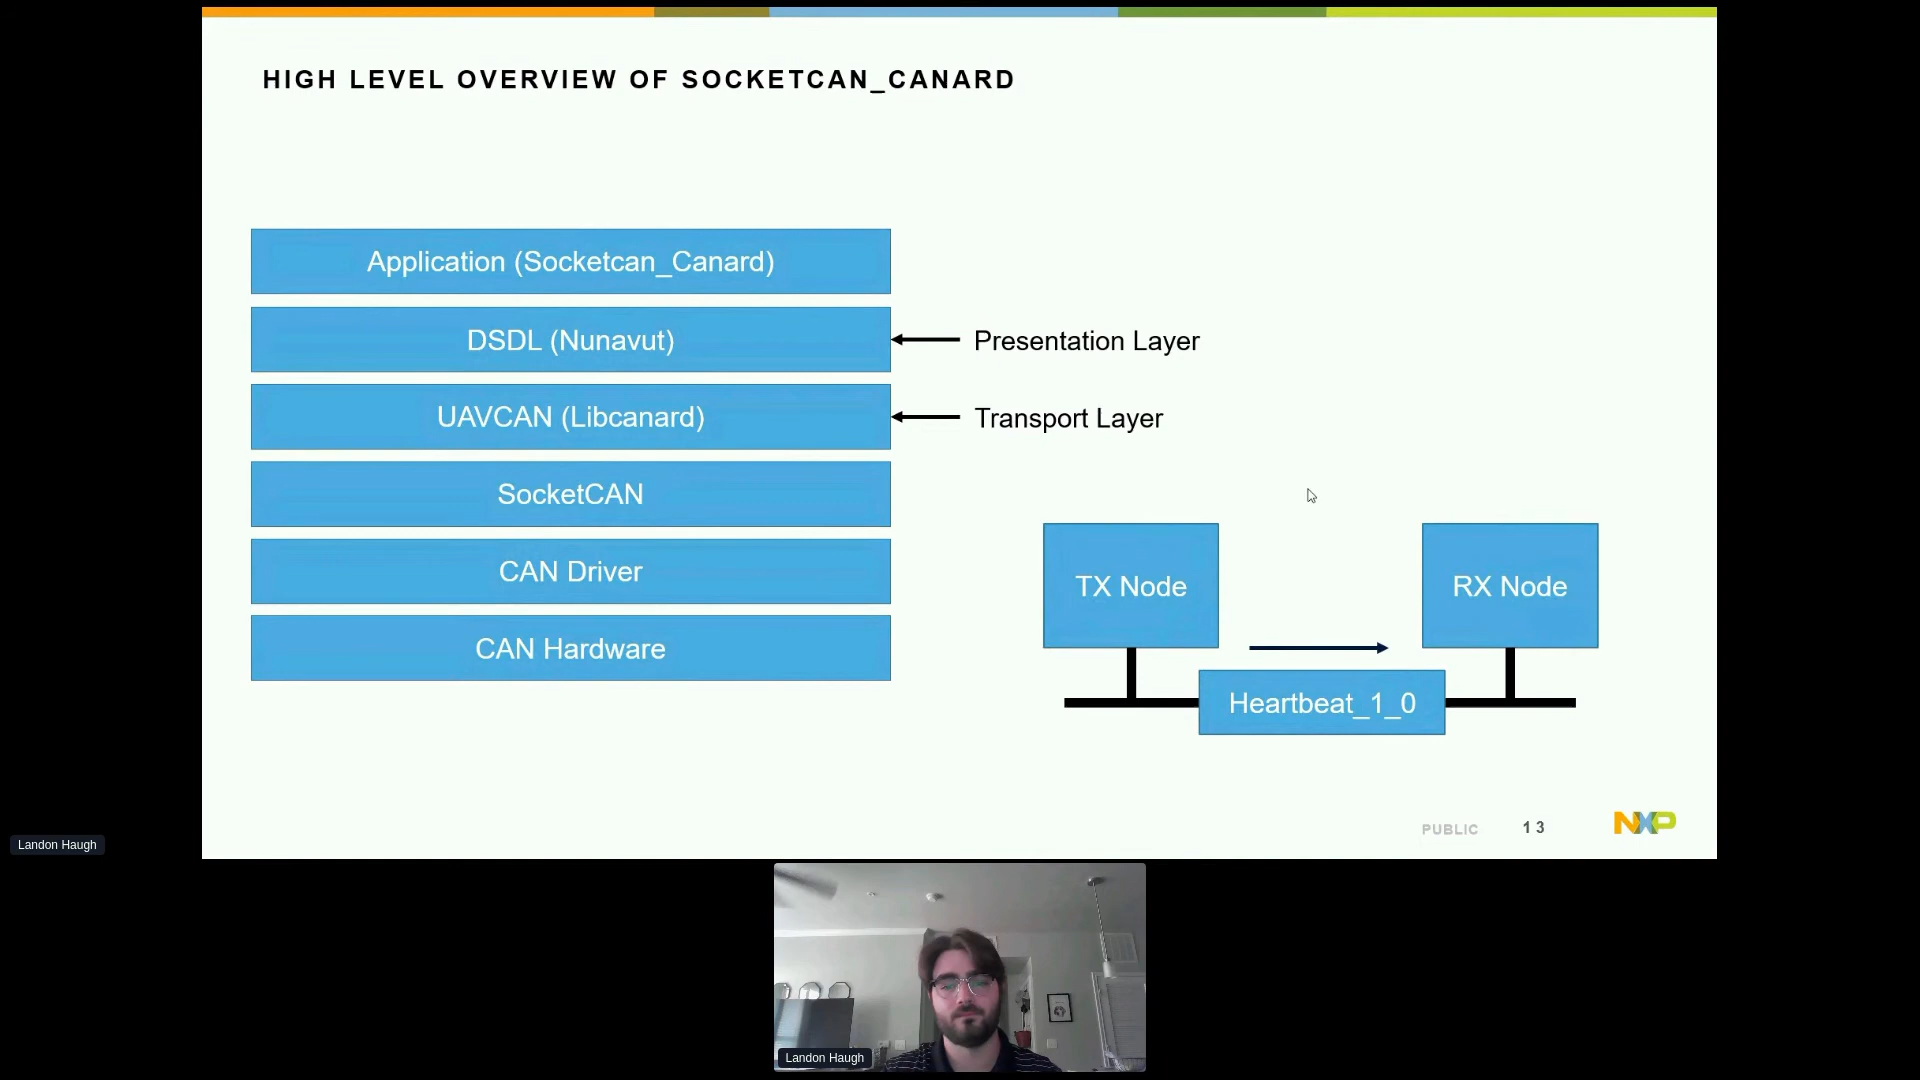 HIGH LEVEL OVERVIEW OF SOCKETCAN_CANARD
Application (Socketcan_Canard)
DSDL (Nunavut)
Presentation Layer
UAVCAN (Libcanard)
Transport Layer
SocketCAN
CAN Driver
CAN Hardware
TX Node
RX Node
Heartbeat_1_0
PUBLIC
13
NXP
Landon Haugh
Landon Haugh